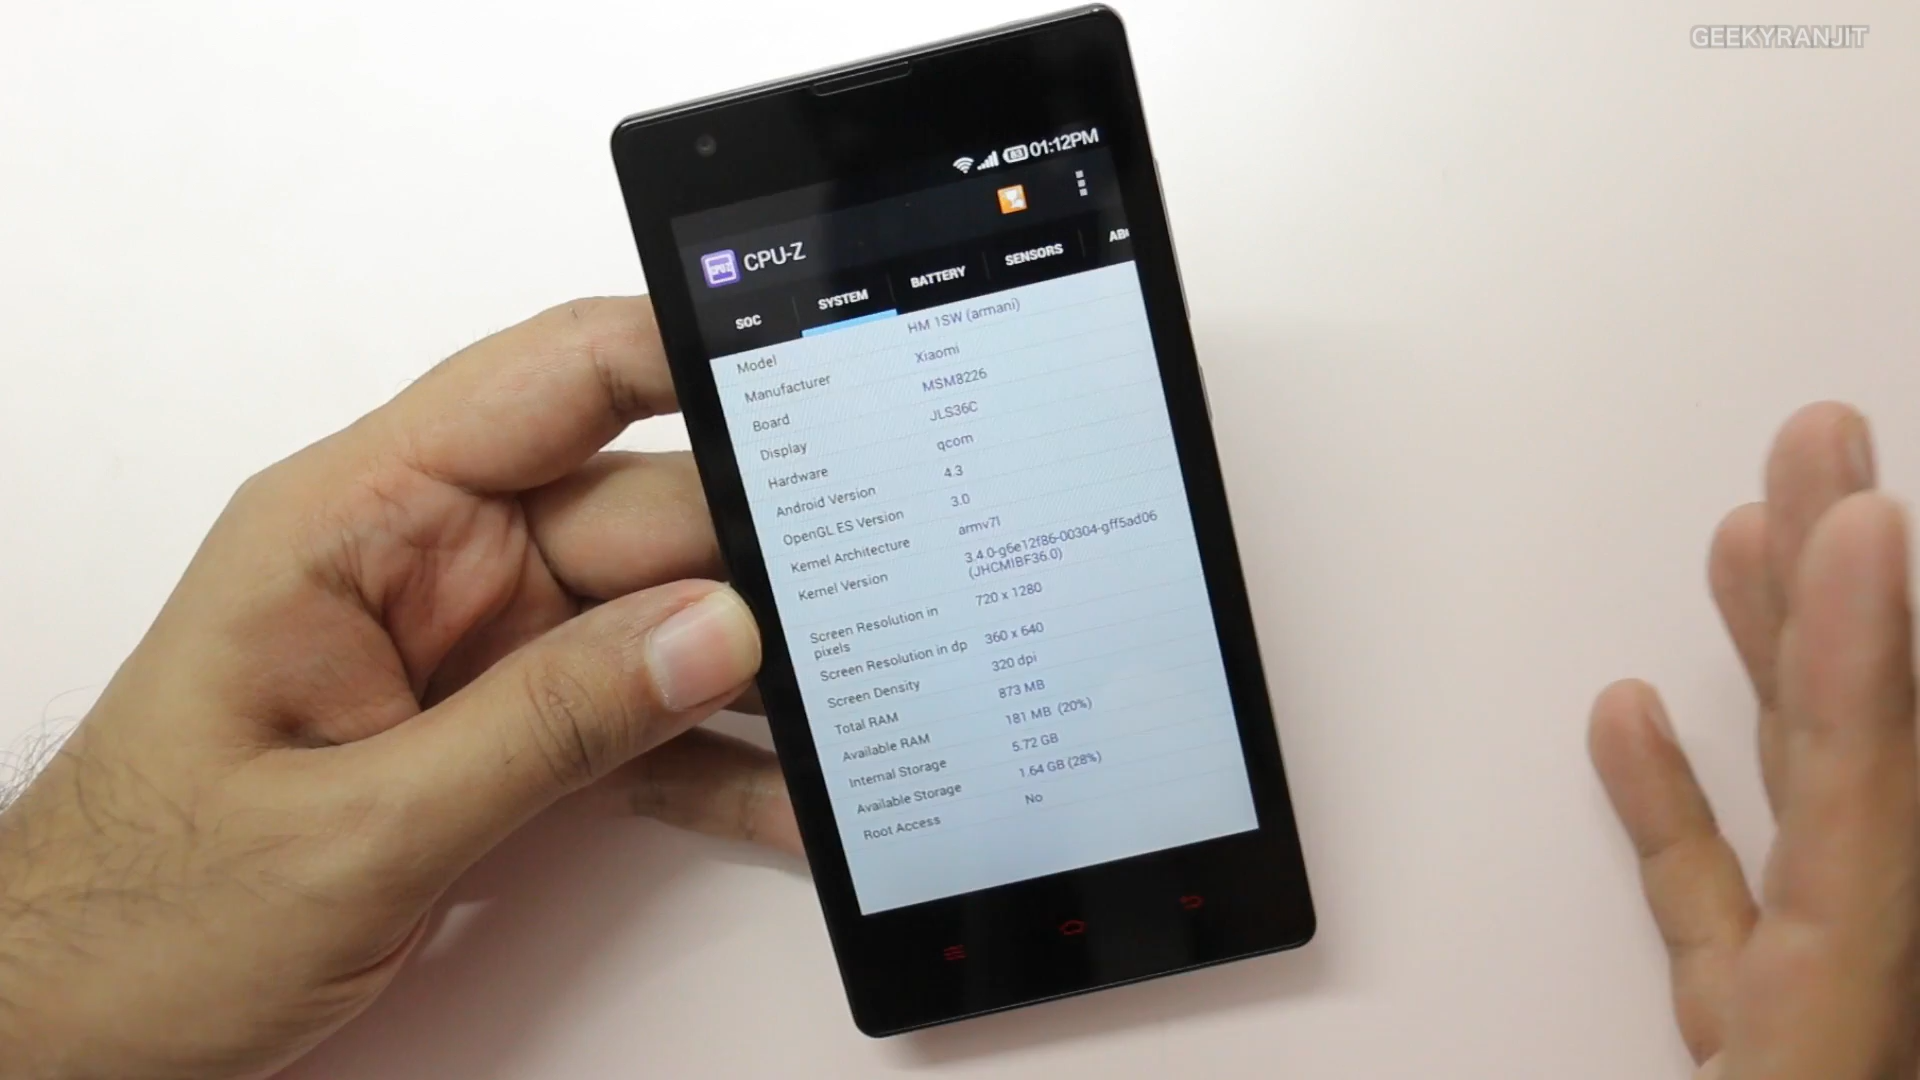 GEEKYRANJIT
83 01:12PM
CPU-Z
SOC SYSTEM BATTERY SENSORS ABO
Model HM 1SW (armani)
Manufacturer Xiaomi
Board MSM8226
Display JLS36C
Hardware qcom
Android Version 4.3
OpenGL ES Version 3.0
Kernel Architecture armv7l
Kernel Version 3.4.0-g6e12f86-00304-gff5ad06
(JHCMIBF36.0)
Screen Resolution in 720 x 1280
pixels
Screen Resolution in dp 360 x 640
Screen Density 320 dpi
Total RAM 873 MB
Available RAM 181 MB (20%)
Internal Storage 5.72 GB
Available Storage 1.64 GB (28%)
Root Access No